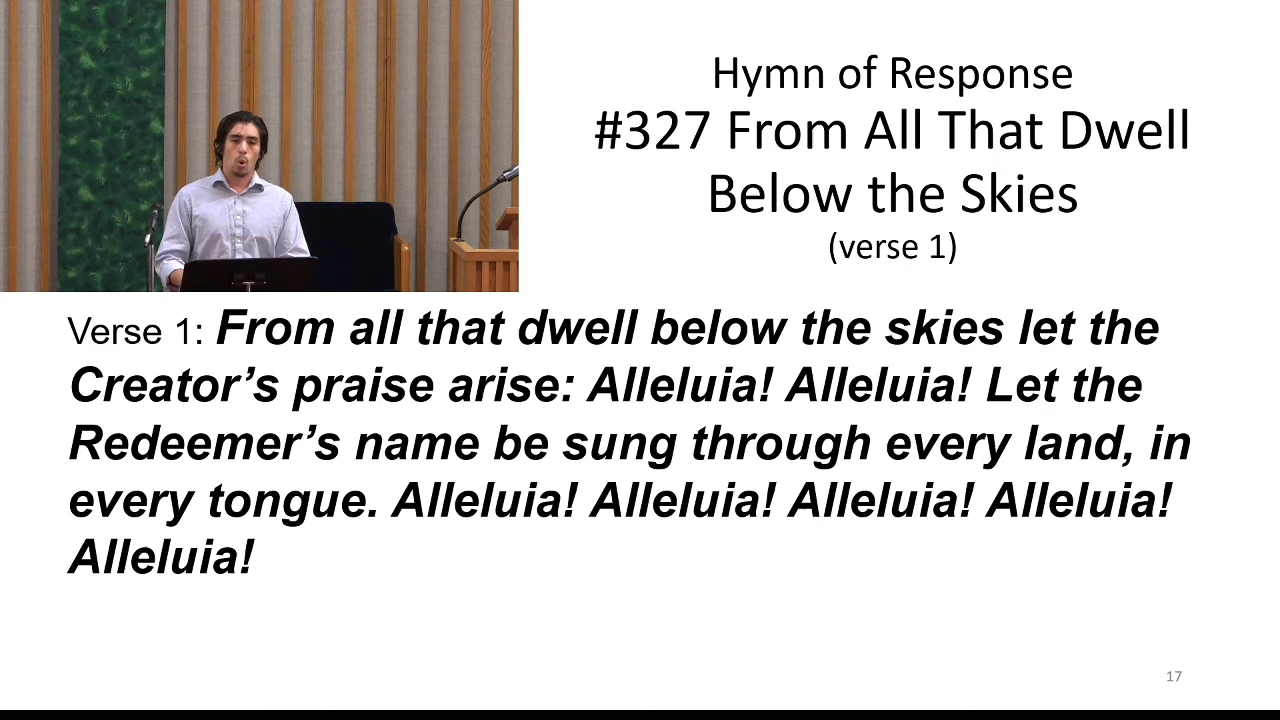 Hymn of Response
#327 From All That Dwell
Below the Skies
(verse 1)
Verse 1: From all that dwell below the skies let the
Creator’s praise arise: Alleluia! Alleluia! Let the
Redeemer’s name be sung through every land, in
every tongue. Alleluia! Alleluia! Alleluia! Alleluia!
Alleluia!
17